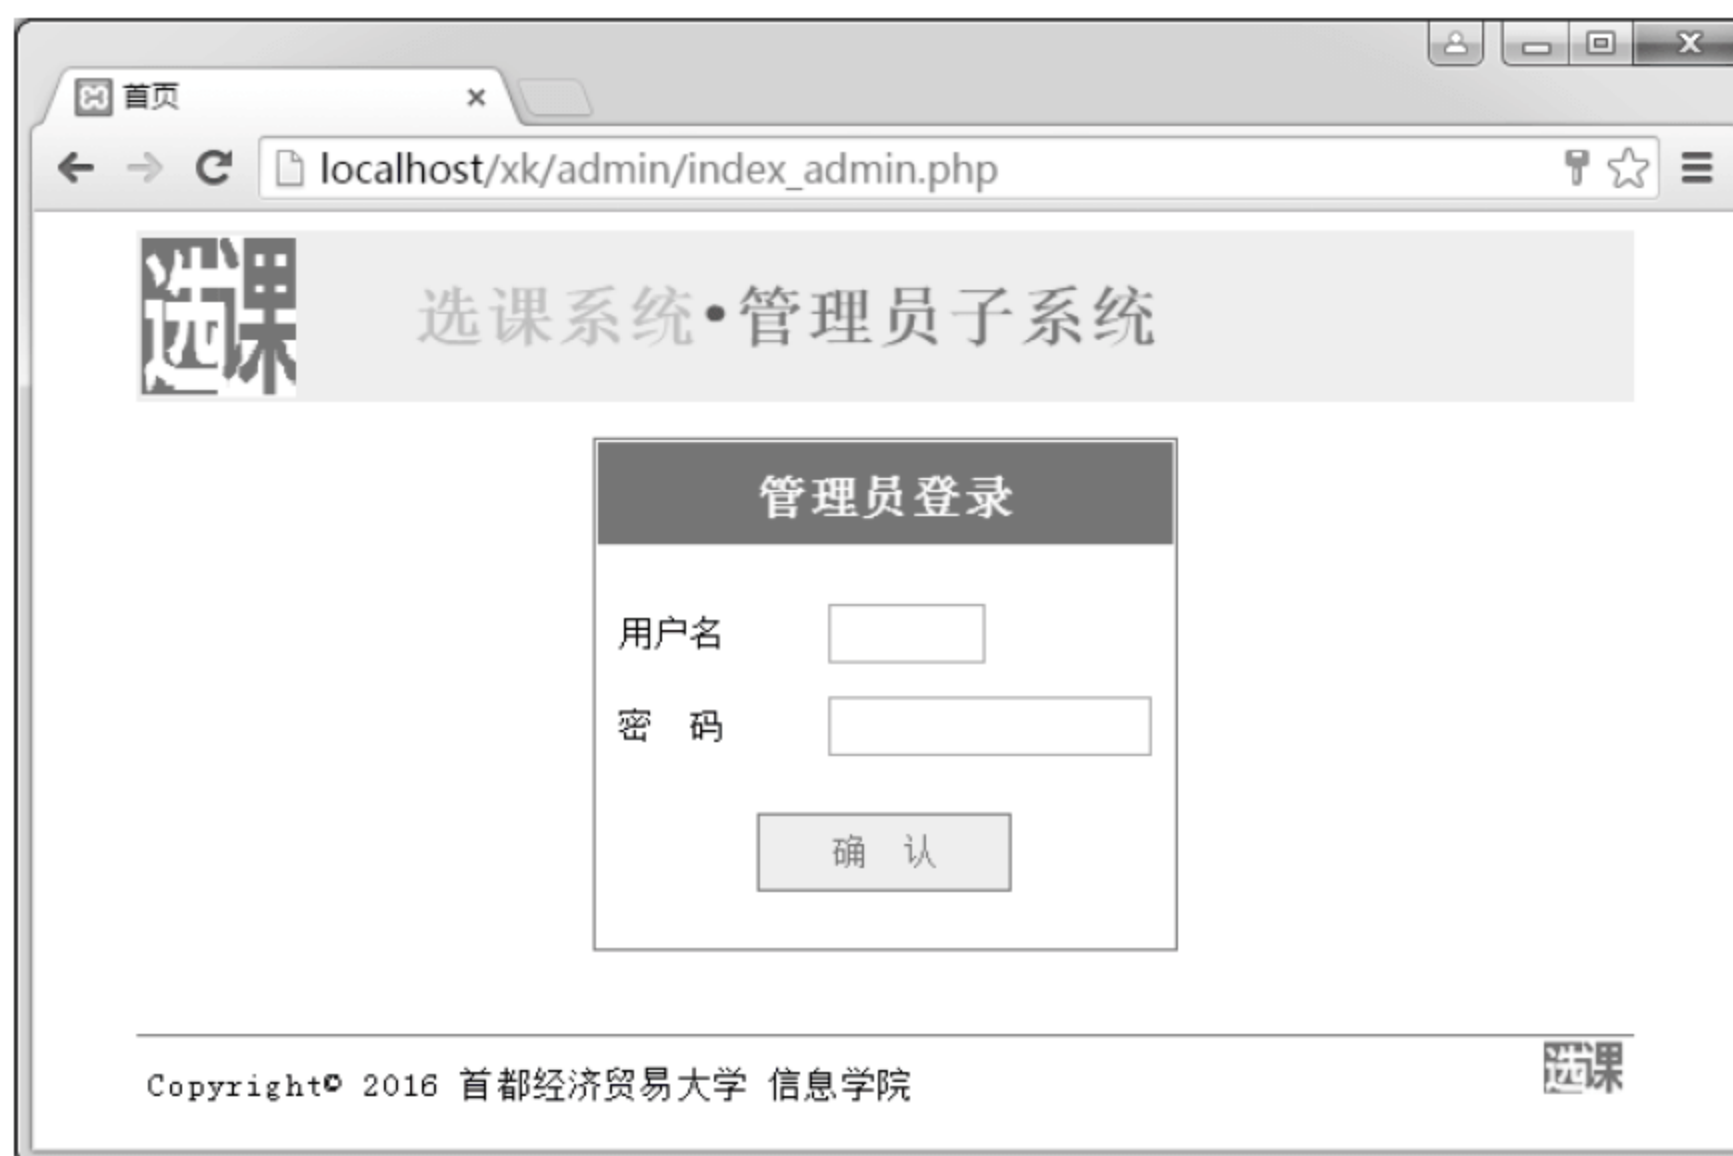 首页
localhost/xk/admin/index_admin.php
选课 选课系统•管理员子系统
管理员登录
用户名
密 码
确 认
Copyright© 2016 首都经济贸易大学 信息学院
选课